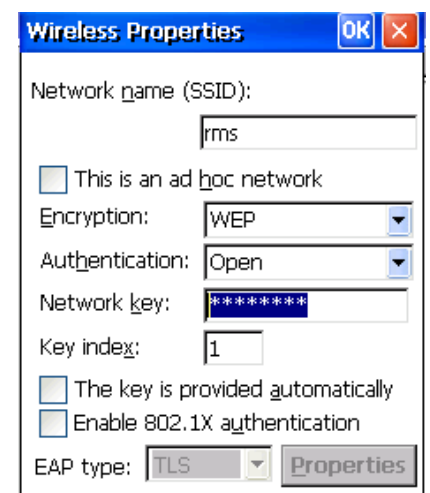 Wireless Properties OK
Network name (SSID):
rms
This is an ad hoc network
Encryption: WEP
Authentication: Open
Network key: ********
Key index: 1
The key is provided automatically
Enable 802.1X authentication
EAP type: TLS Properties